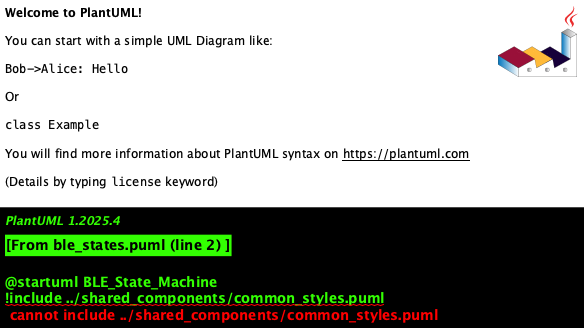 Welcome to PlantUML!
You can start with a simple UML Diagram like:
Bob->Alice: Hello
Or
class Example
You will find more information about PlantUML syntax on https://plantuml.com
(Details by typing license keyword)
PlantUML 1.2025.4
[From ble_states.puml (line 2) ]
@startuml BLE_State_Machine
!include ../shared_components/common_styles.puml
cannot include ../shared_components/common_styles.puml